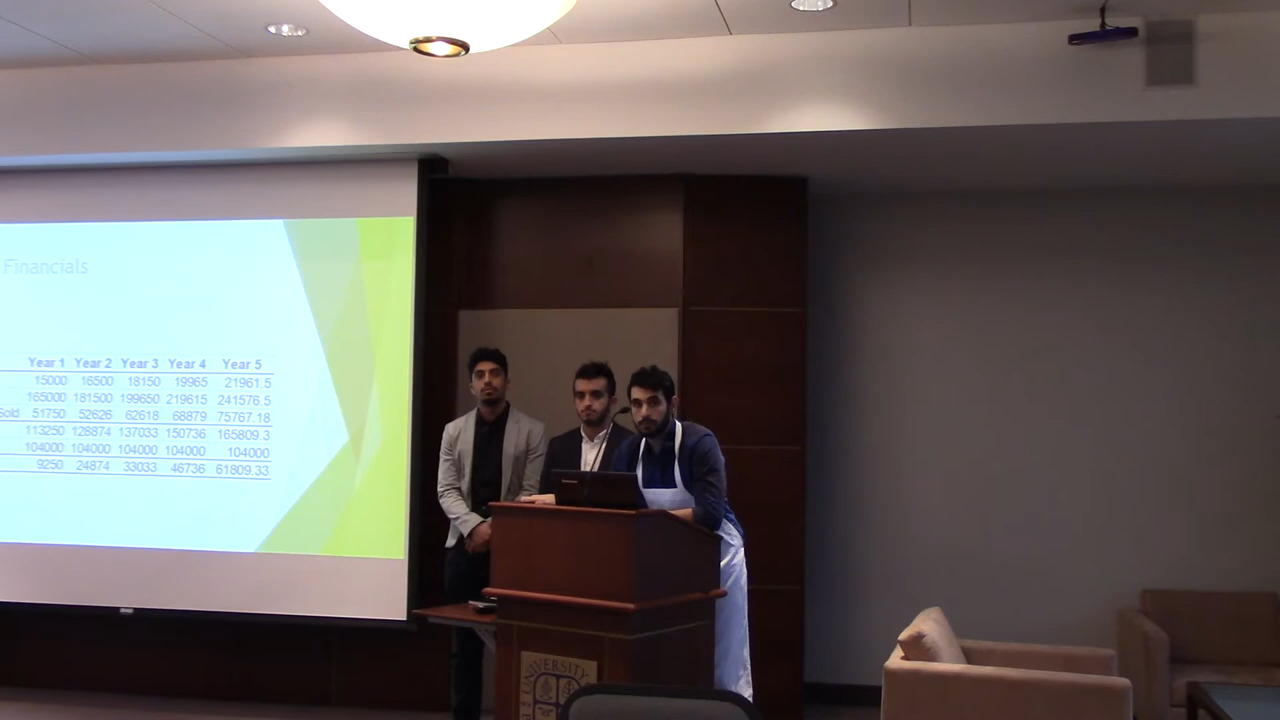 Financials
Year 1 Year 2 Year 3 Year 4 Year 5
15000 16500 18150 19965 21961.5
165000 181500 199650 219615 241576.5
Sold 51750 52626 62618 68879 75767.18
113250 128874 137033 150736 165809.3
104000 104000 104000 104000 104000
9250 24874 33033 46736 61809.33
UNIVERSITY